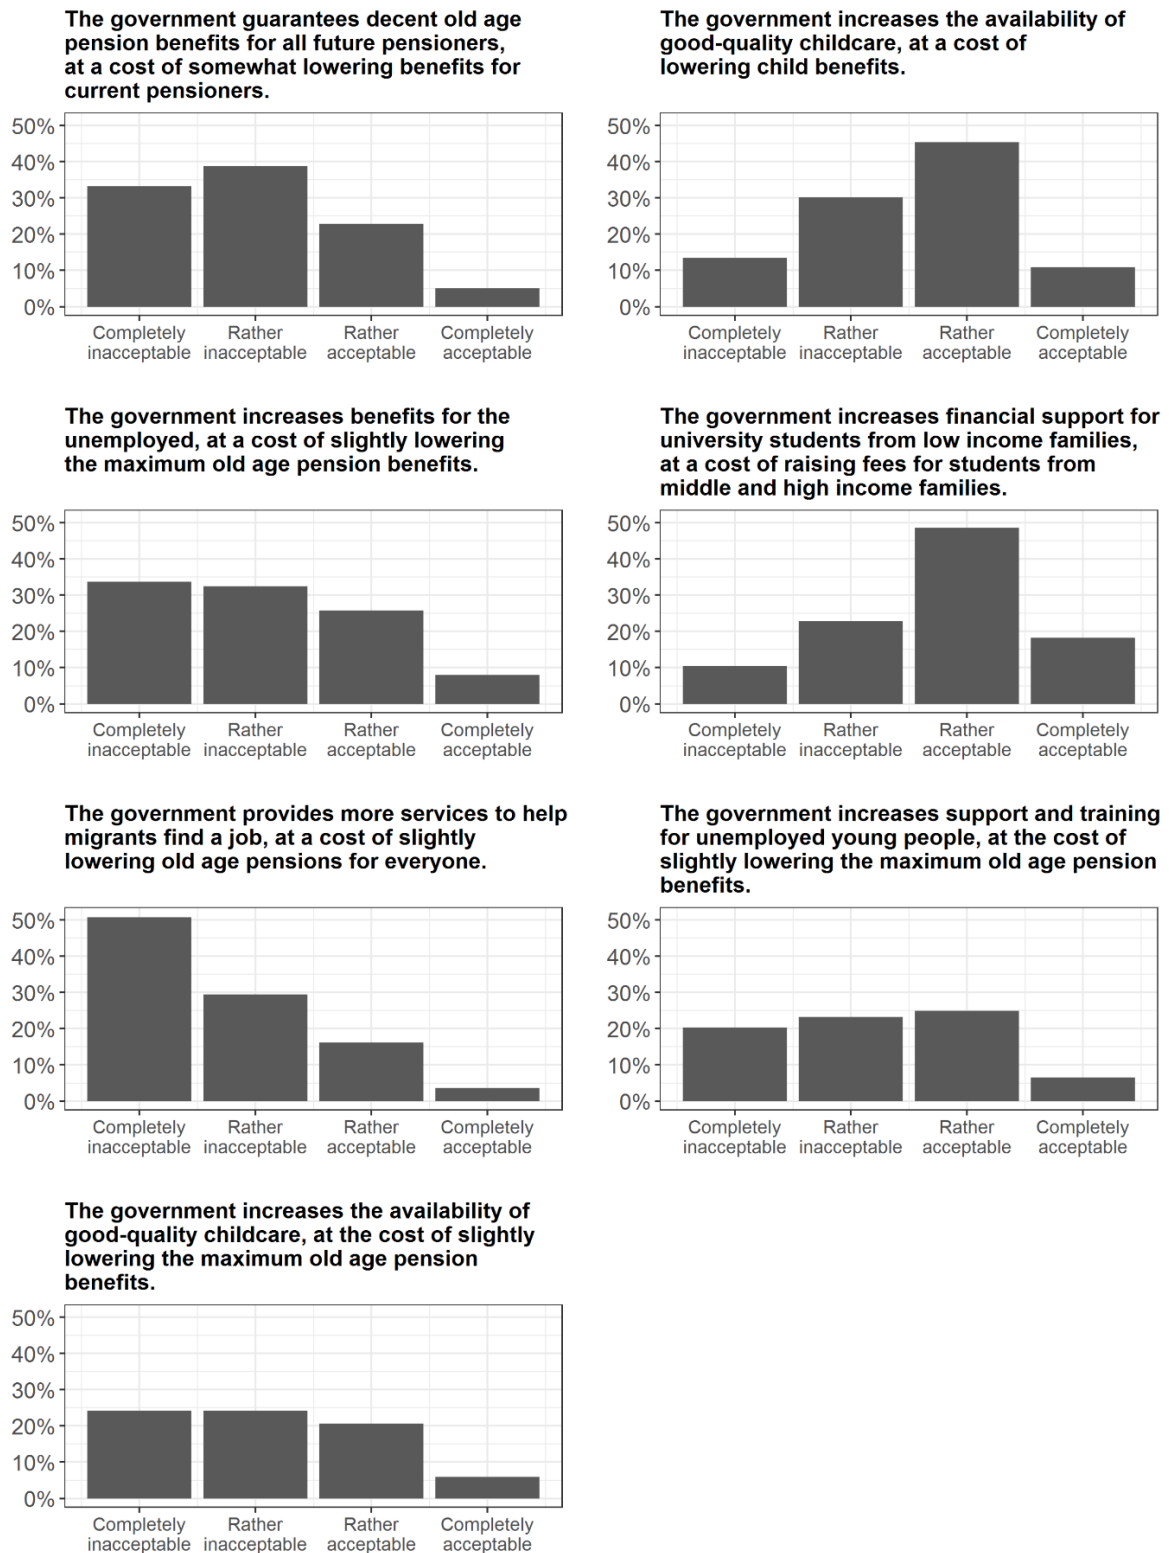 The government guarantees decent old age
pension benefits for all future pensioners,
at a cost of somewhat lowering benefits for
current pensioners.
50%
40%
30%
20%
10%
0%
Completely inacceptable
Rather inacceptable
Rather acceptable
Completely acceptable
The government increases the availability of
good-quality childcare, at a cost of
lowering child benefits.
50%
40%
30%
20%
10%
0%
Completely inacceptable
Rather inacceptable
Rather acceptable
Completely acceptable
The government increases benefits for the
unemployed, at a cost of slightly lowering
the maximum old age pension benefits.
50%
40%
30%
20%
10%
0%
Completely inacceptable
Rather inacceptable
Rather acceptable
Completely acceptable
The government increases financial support for
university students from low income families,
at a cost of raising fees for students from
middle and high income families.
50%
40%
30%
20%
10%
0%
Completely inacceptable
Rather inacceptable
Rather acceptable
Completely acceptable
The government provides more services to help
migrants find a job, at a cost of slightly
lowering old age pensions for everyone.
50%
40%
30%
20%
10%
0%
Completely inacceptable
Rather inacceptable
Rather acceptable
Completely acceptable
The government increases support and training
for unemployed young people, at the cost of
slightly lowering the maximum old age pension
benefits.
50%
40%
30%
20%
10%
0%
Completely inacceptable
Rather inacceptable
Rather acceptable
Completely acceptable
The government increases the availability of
good-quality childcare, at the cost of slightly
lowering the maximum old age pension
benefits.
50%
40%
30%
20%
10%
0%
Completely inacceptable
Rather inacceptable
Rather acceptable
Completely acceptable